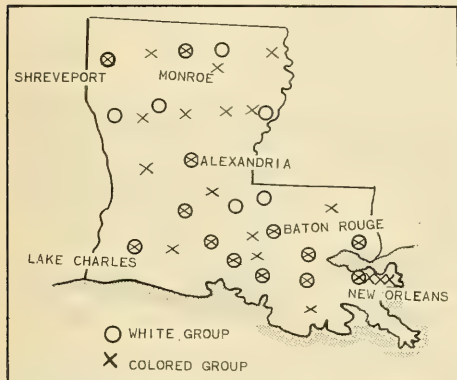 SHREVEPORT
MONROE
ALEXANDRIA
BATON ROUGE
LAKE CHARLES
NEW ORLEANS
WHITE GROUP
COLORED GROUP